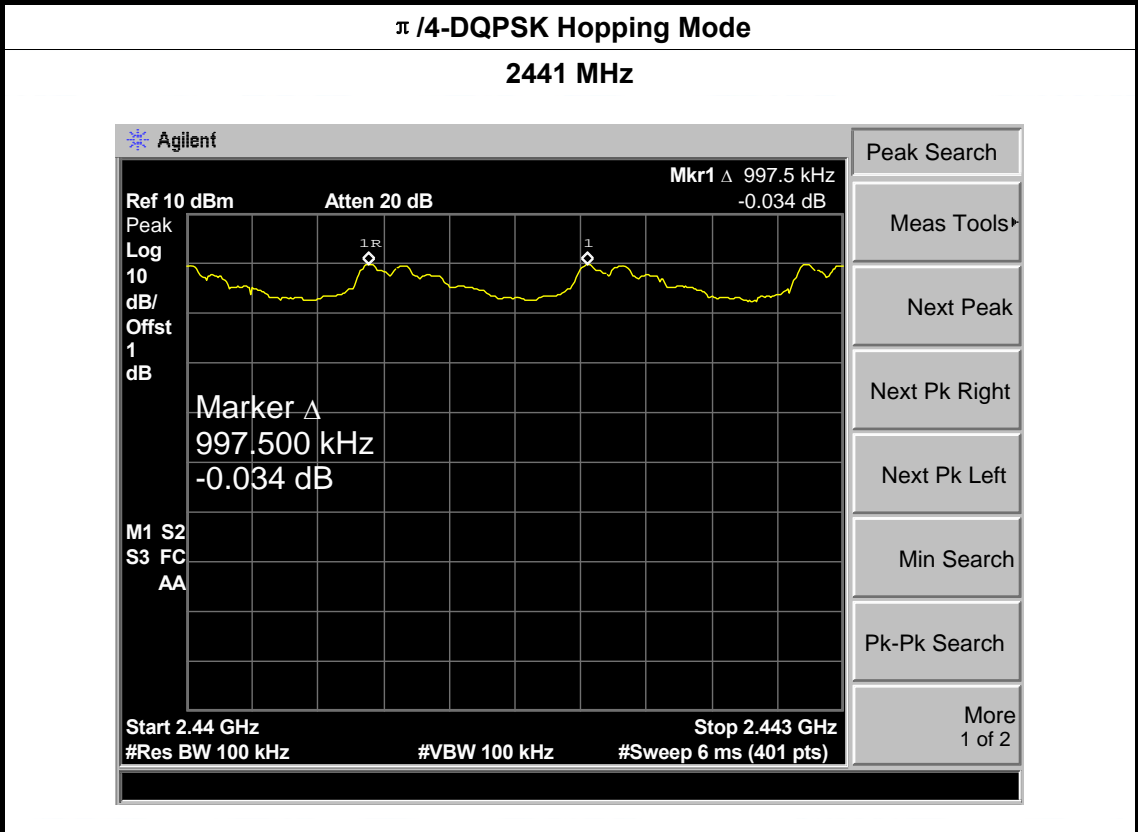 π/4-DQPSK Hopping Mode
2441 MHz
Agilent
Peak Search
Mkr1 Δ 997.5 kHz
Ref 10 dBm Atten 20 dB -0.034 dB
Peak
Log
10
dB/
Offst
1
dB
1R
1
Marker Δ
997.500 kHz
-0.034 dB
M1 S2
S3 FC
AA
Start 2.44 GHz Stop 2.443 GHz
#Res BW 100 kHz #VBW 100 kHz #Sweep 6 ms (401 pts)
Meas Tools
Next Peak
Next Pk Right
Next Pk Left
Min Search
Pk-Pk Search
More
1 of 2